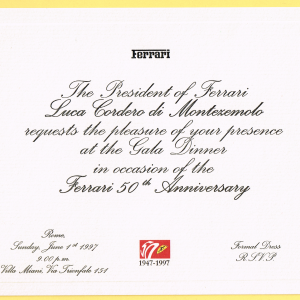 Ferrari
The President of Ferrari
Luca Cordero di Montezemolo
requests the pleasure of your presence
at the Gala Dinner
in occasion of the
Ferrari 50th Anniversary
Rome,
Sunday, June 1st 1997
9.00 p.m.
Villa Miani, Via Trionfale 151
1947-1997
Formal Dress
R.S.V.P.